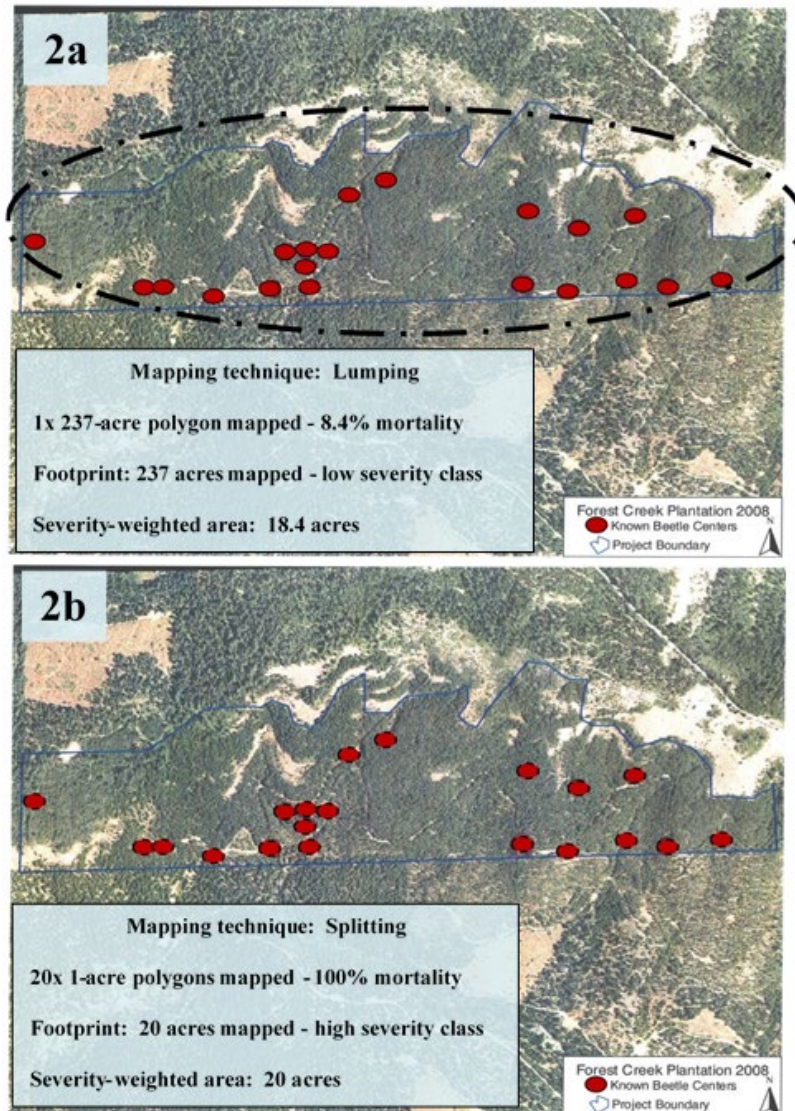 2a
Mapping technique: Lumping
1x 237-acre polygon mapped - 8.4% mortality
Footprint: 237 acres mapped - low severity class
Severity-weighted area: 18.4 acres
Forest Creek Plantation 2008
Known Beetle Centers
N
Project Boundary
2b
Mapping technique: Splitting
20x 1-acre polygons mapped - 100% mortality
Footprint: 20 acres mapped - high severity class
Severity-weighted area: 20 acres
Forest Creek Plantation 2008
Known Beetle Centers
N
Project Boundary